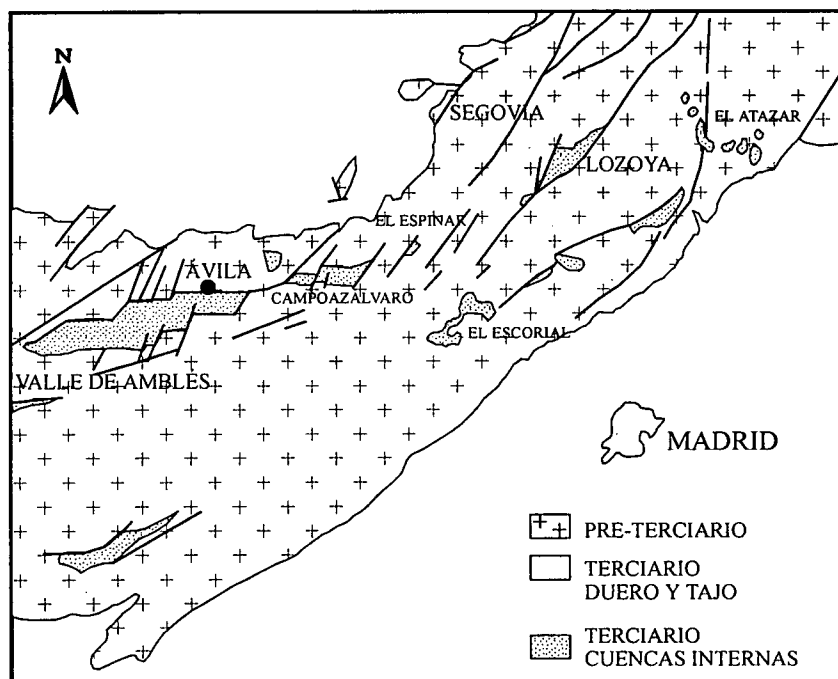 N
SEGOVIA
EL ATAZAR
LOZOYA
EL ESPINAR
ÁVILA
CAMPOAZÁLVARO
EL ESCORIAL
VALLE DE AMBLÉS
MADRID
PRE-TERCIARIO
TERCIARIO
DUERO Y TAJO
TERCIARIO
CUENCAS INTERNAS